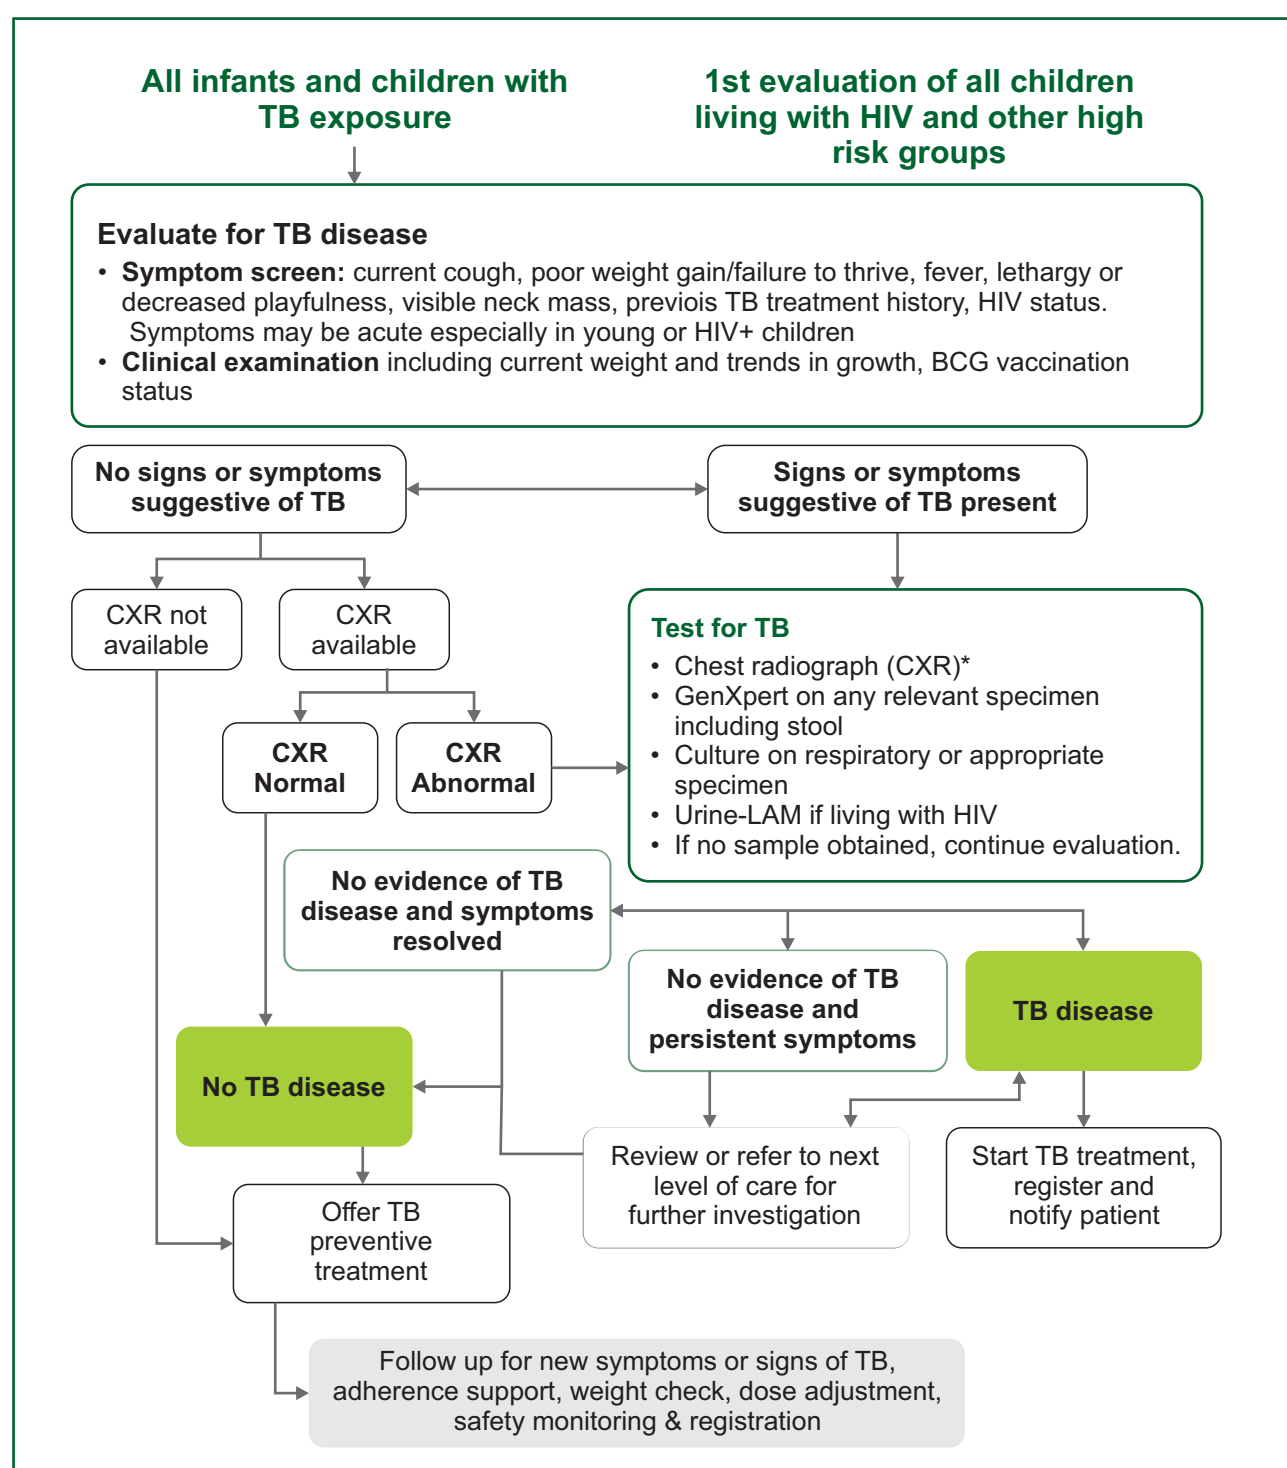 All infants and children with
TB exposure
1st evaluation of all children
living with HIV and other high
risk groups
Evaluate for TB disease
• Symptom screen: current cough, poor weight gain/failure to thrive, fever, lethargy or
decreased playfulness, visible neck mass, previois TB treatment history, HIV status.
Symptoms may be acute especially in young or HIV+ children
• Clinical examination including current weight and trends in growth, BCG vaccination
status
No signs or symptoms
suggestive of TB
Signs or symptoms
suggestive of TB present
CXR not
available
CXR
available
Test for TB
• Chest radiograph (CXR)*
• GenXpert on any relevant specimen
including stool
• Culture on respiratory or appropriate
specimen
• Urine-LAM if living with HIV
• If no sample obtained, continue evaluation.
CXR
Normal
CXR
Abnormal
No evidence of TB
disease and symptoms
resolved
No evidence of TB
disease and
persistent symptoms
TB disease
No TB disease
Review or refer to next
level of care for
further investigation
Start TB treatment,
register and
notify patient
Offer TB
preventive
treatment
Follow up for new symptoms or signs of TB,
adherence support, weight check, dose adjustment,
safety monitoring & registration